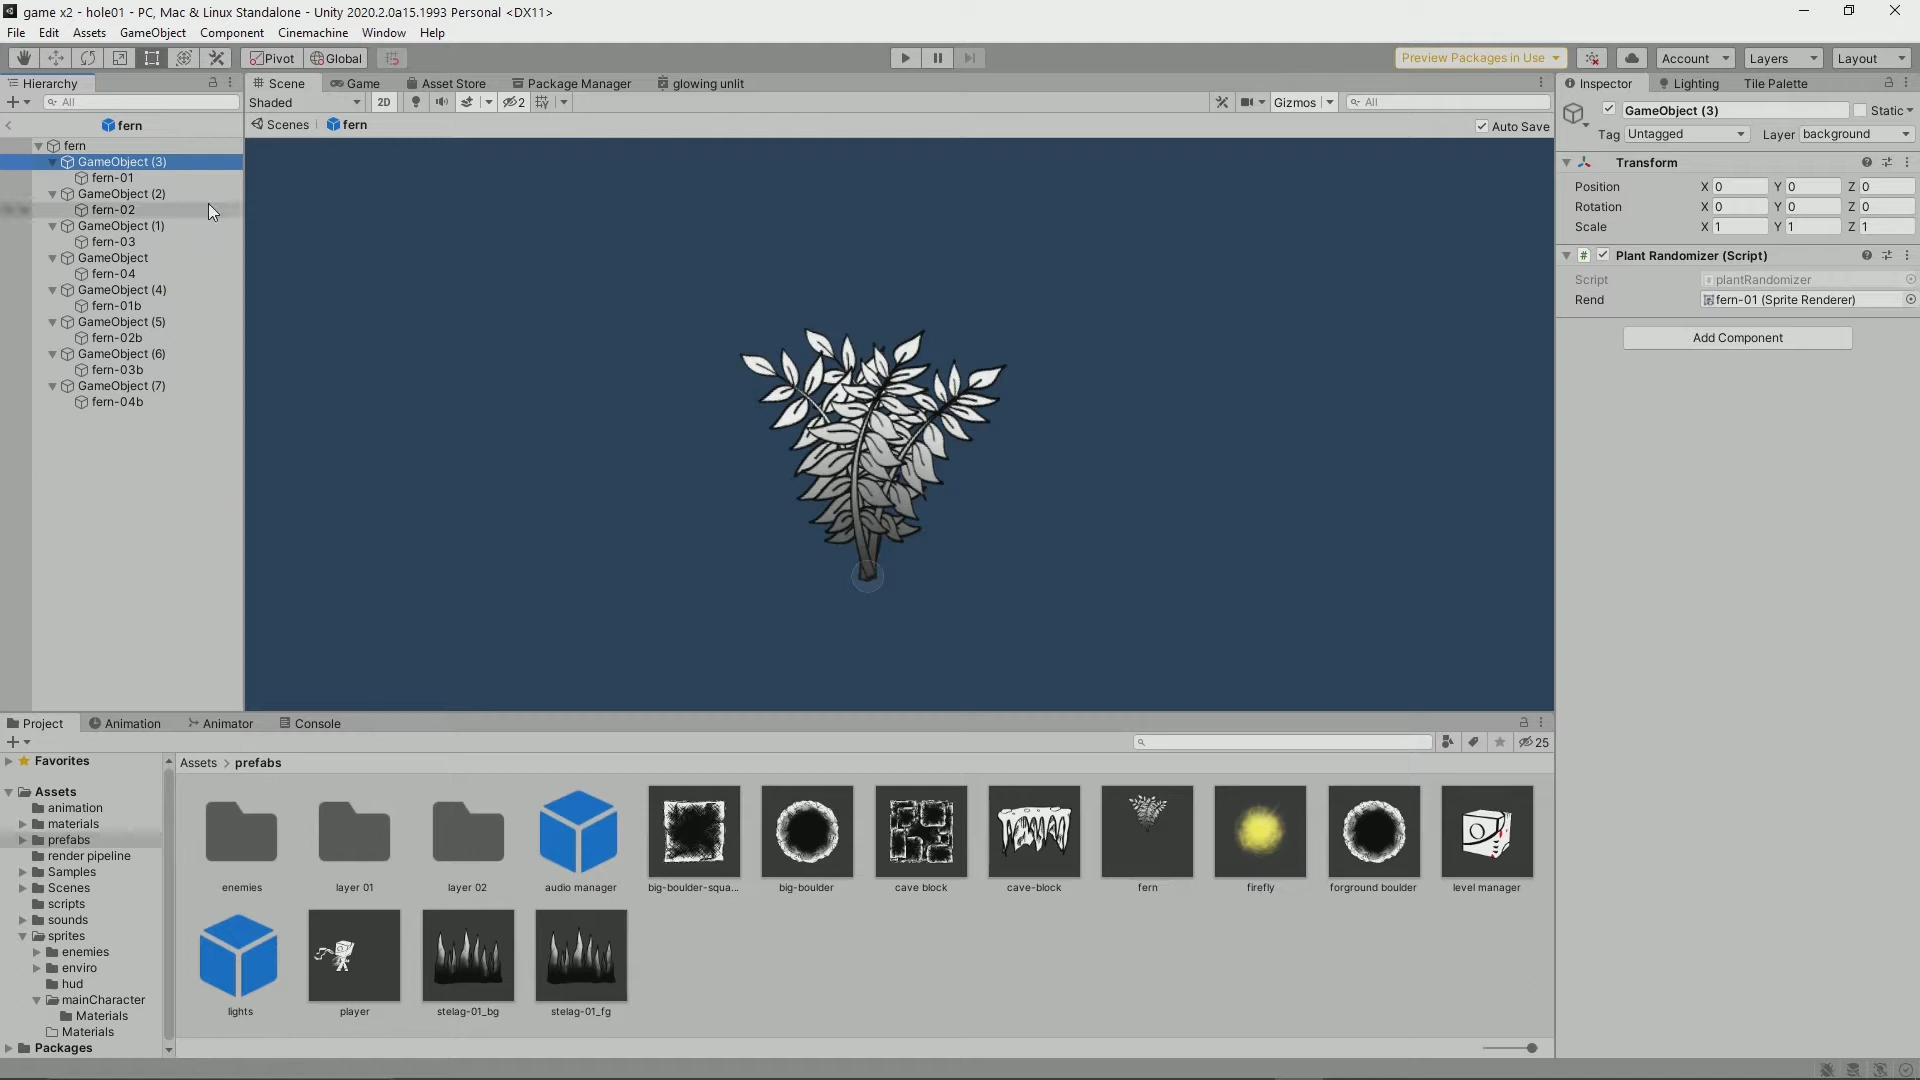 game x2 - hole01 - PC, Mac & Linux Standalone - Unity 2020.2.0a15.1993 Personal <DX11>
File Edit Assets GameObject Component Cinemachine Window Help
Pivot Global Preview Packages in Use Account Layers Layout
Hierarchy Scene Game Asset Store Package Manager glowing unlit Inspector Lighting Tile Palette
All Shaded 2D 2 Gizmos All
GameObject (3) Static
fern Scenes fern Auto Save
Tag Untagged Layer background
fern
GameObject (3)
fern-01
GameObject (2)
fern-02
GameObject (1)
fern-03
GameObject
fern-04
GameObject (4)
fern-01b
GameObject (5)
fern-02b
GameObject (6)
fern-03b
GameObject (7)
fern-04b
Transform
Position X 0 Y 0 Z 0
Rotation X 0 Y 0 Z 0
Scale X 1 Y 1 Z 1
# Plant Randomizer (Script)
Script plantRandomizer
Rend fern-01 (Sprite Renderer)
Add Component
Project Animation Animator Console
25
Favorites
Assets
animation
materials
prefabs
render pipeline
Samples
Scenes
scripts
sounds
sprites
enemies
enviro
hud
mainCharacter
Materials
Materials
Packages
Assets > prefabs
enemies layer 01 layer 02 audio manager big-boulder-squa... big-boulder cave block cave-block fern firefly forground boulder level manager
lights player stelag-01_bg stelag-01_fg